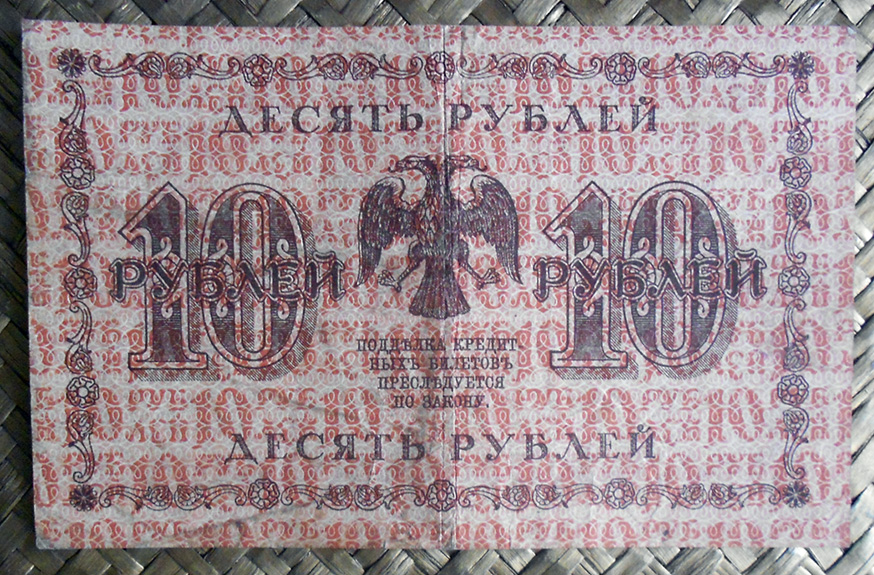 ДЕСЯТЬ РУБЛЕЙ
10 10
РУБЛЕЙ РУБЛЕЙ
ПОДДѢЛКА КРЕДИТ
НЫХЪ БИЛЕТОВЪ
ПРЕСЛѢДУЕТСЯ
ПО ЗАКОНУ.
ДЕСЯТЬ РУБЛЕЙ